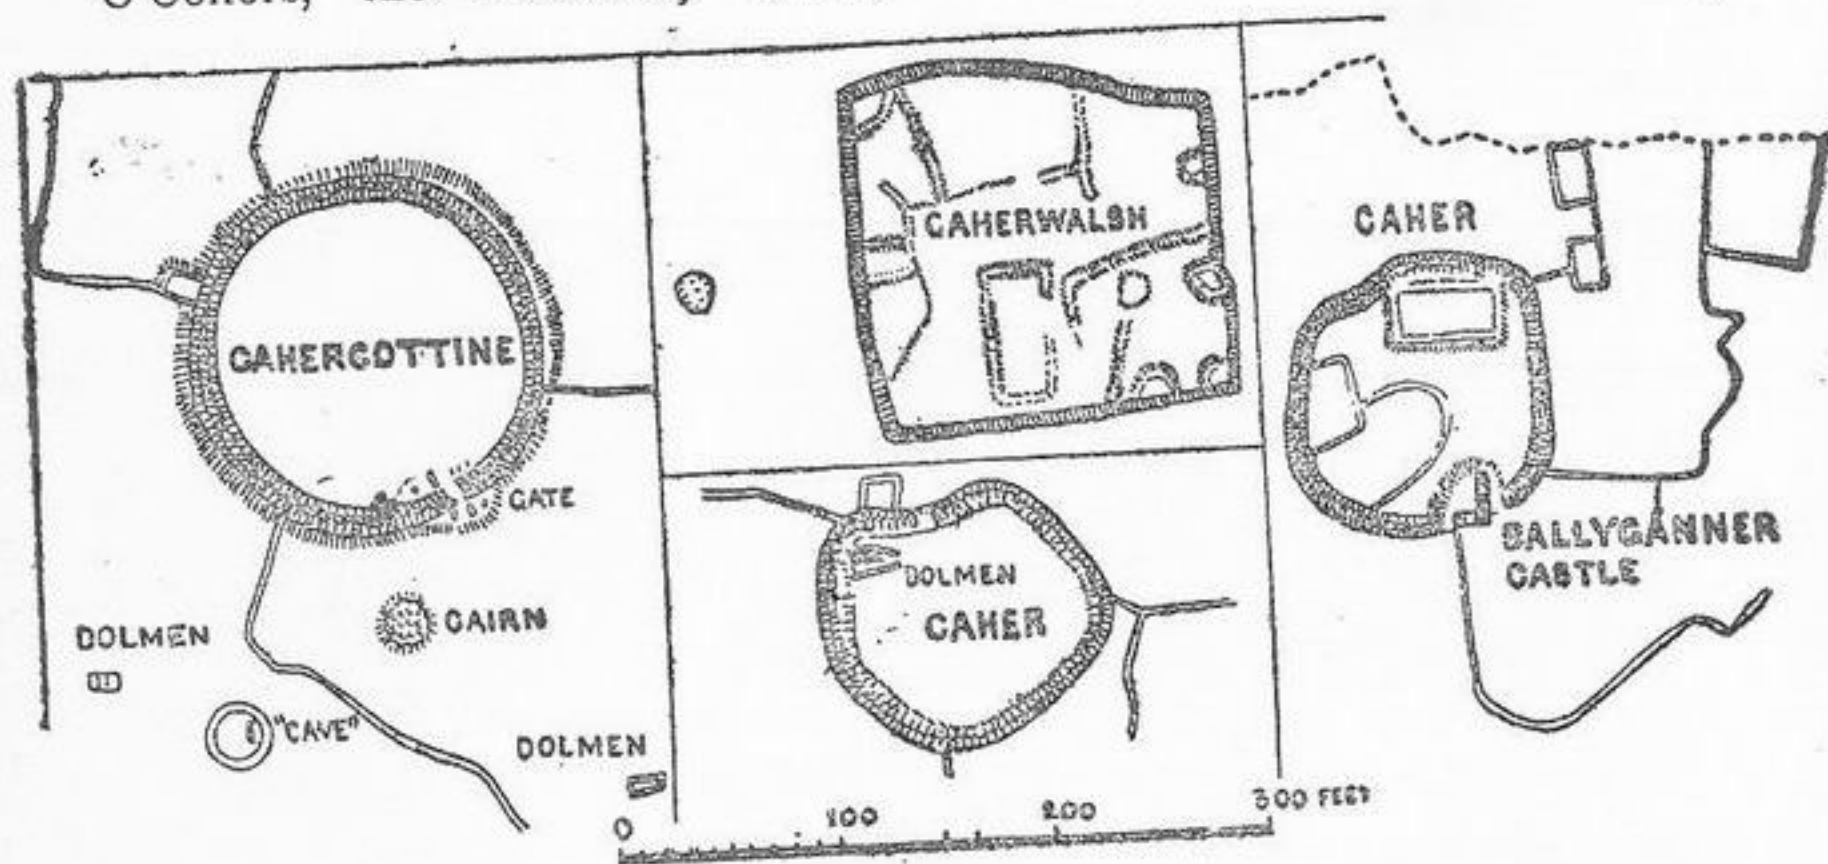 CAHERWALSH
CAHER
CAHERCOTTINE
GATE
BALLYGANNER
CASTLE
DOLMEN
CAHER
CAIRN
DOLMEN
"CAVE"
DOLMEN
0 100 200 300 FEET